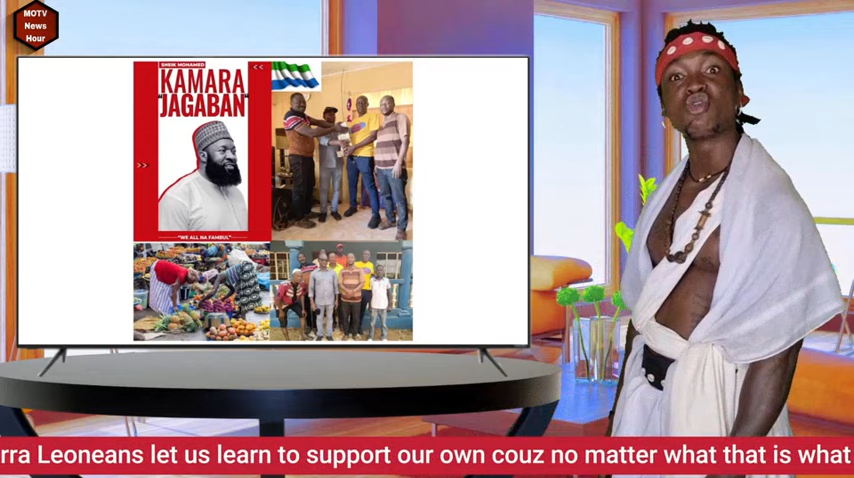 MOTV
News
Hour
SHEIK MOHAMED
KAMARA
"JAGABAN"
"WE ALL NA FAMBUL"
rra Leoneans let us learn to support our own couz no matter what that is what